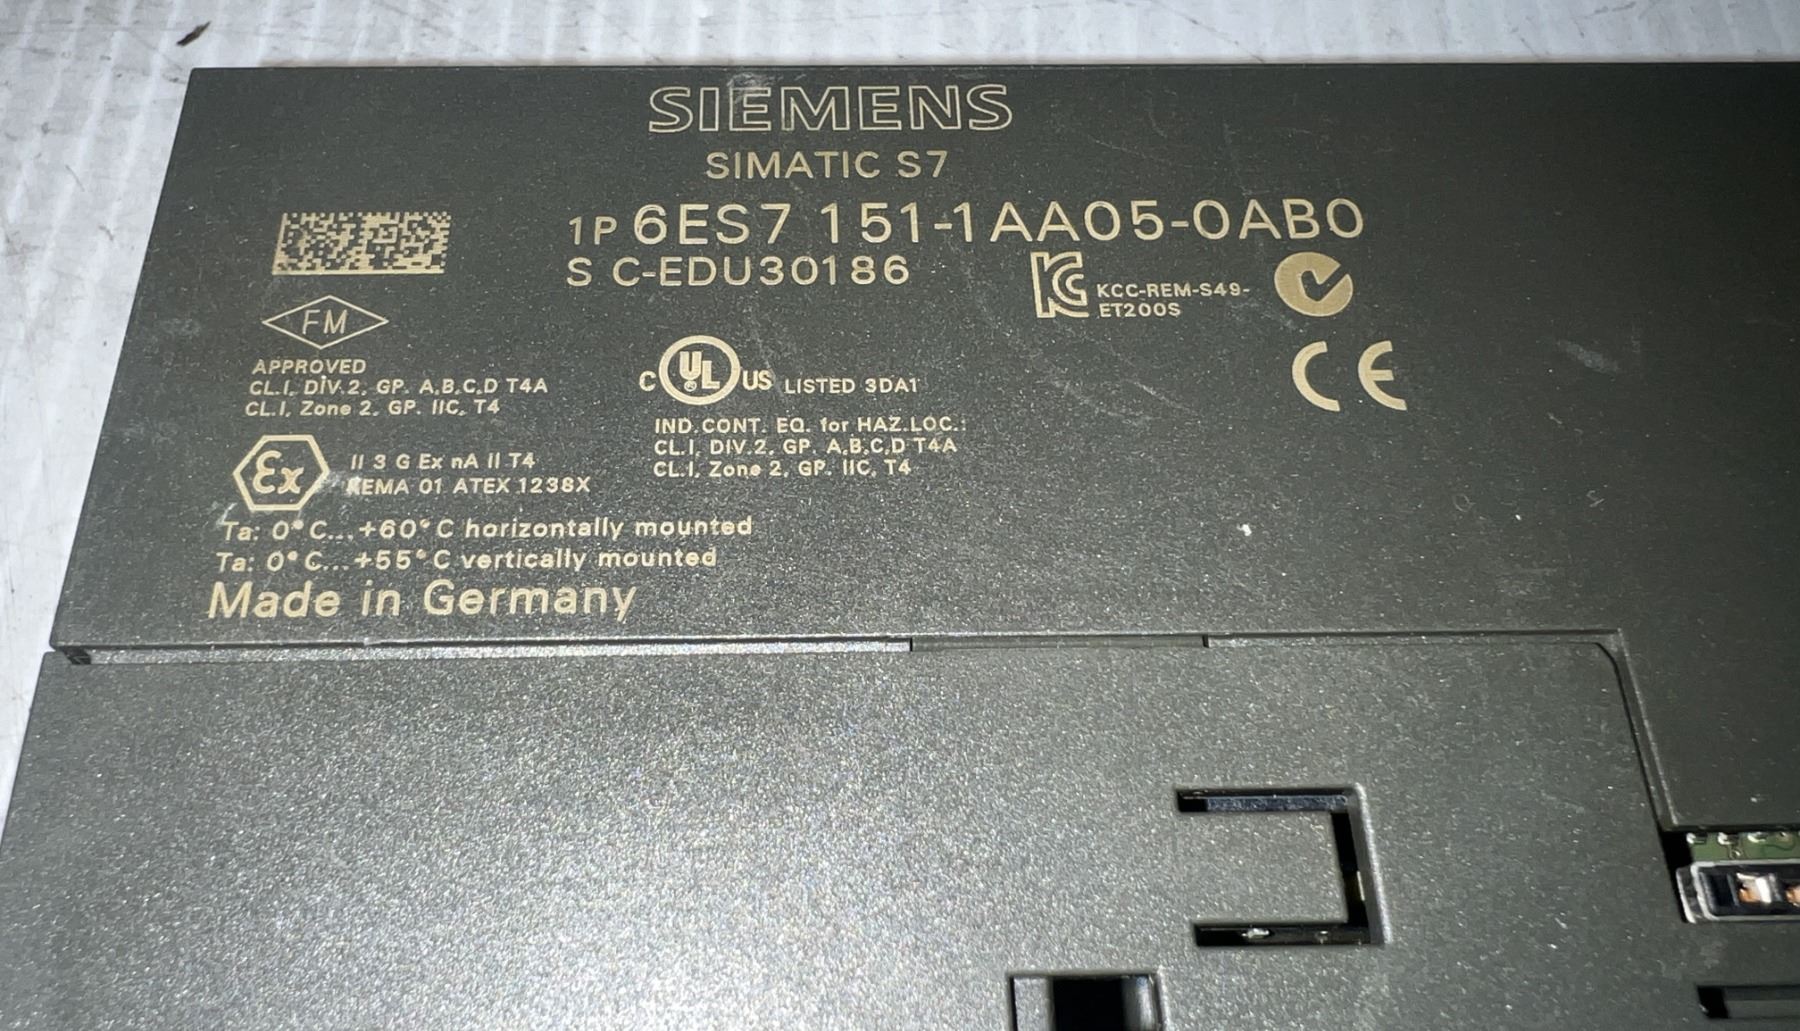 SIEMENS
SIMATIC S7
1P 6ES7 151-1AA05-0AB0
S C-EDU30186
KCC-REM-S49-
ET200S
FM
APPROVED
CL.I, DIV.2, GP. A,B,C,D T4A
CL.I, Zone 2, GP. IIC, T4
C UL US LISTED 3DA1
IND.CONT. EQ. for HAZ.LOC.:
CL.I, DIV.2, GP. A,B,C,D T4A
CL.I, Zone 2, GP. IIC, T4
CE
Ex II 3 G Ex nA II T4
KEMA 01 ATEX 1238X
Ta: 0°C...+60°C horizontally mounted
Ta: 0°C...+55°C vertically mounted
Made in Germany